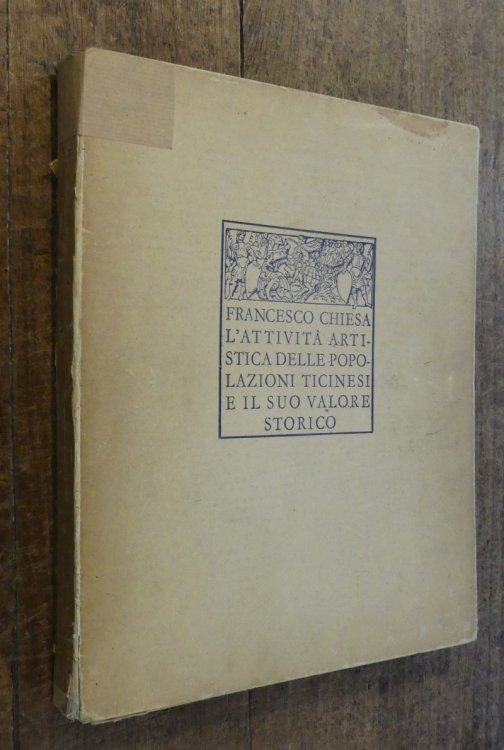 FRANCESCO CHIESA
L'ATTIVITÀ ARTI-
STICA DELLE POPO-
LAZIONI TICINESI
E IL SUO VALORE
STORICO